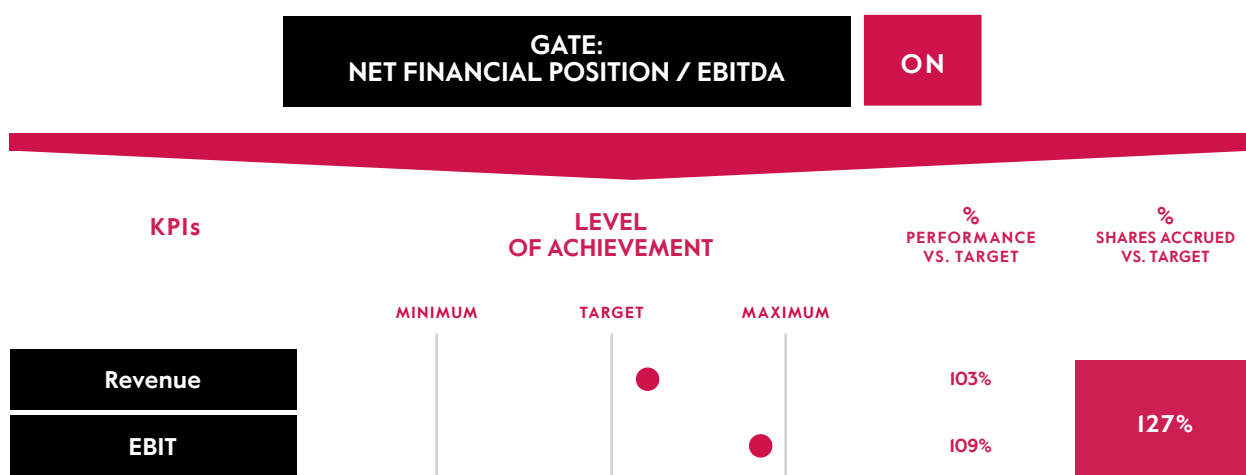 GATE:
NET FINANCIAL POSITION / EBITDA
ON
KPIs
LEVEL
OF ACHIEVEMENT
%
PERFORMANCE
VS. TARGET
%
SHARES ACCRUED
VS. TARGET
MINIMUM
TARGET
MAXIMUM
Revenue
103%
127%
EBIT
109%